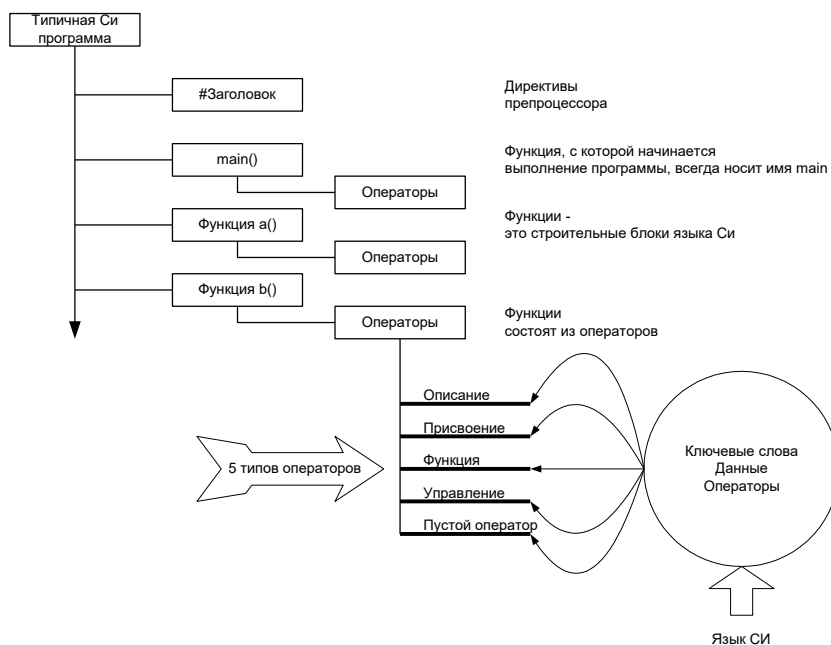 Типичная Си
программа
#Заголовок
Директивы
препроцессора
main()
Функция, с которой начинается
выполнение программы, всегда носит имя main
Операторы
Функция a()
Функции -
это строительные блоки языка Си
Операторы
Функция b()
Операторы
Функции
состоят из операторов
Описание
Присвоение
5 типов операторов
Функция
Управление
Пустой оператор
Ключевые слова
Данные
Операторы
Язык СИ